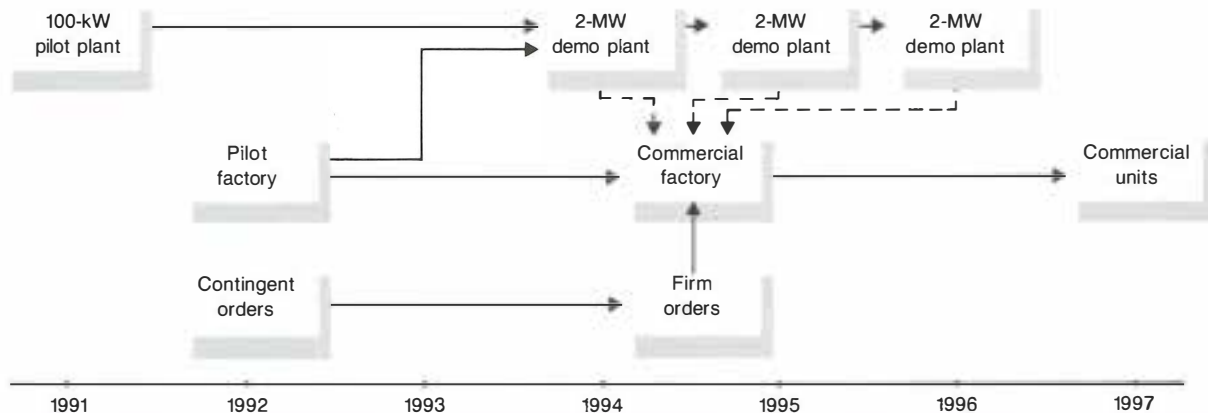 100-kW
pilot plant
2-MW
demo plant
2-MW
demo plant
2-MW
demo plant
Pilot
factory
Commercial
factory
Commercial
units
Contingent
orders
Firm
orders
1991 1992 1993 1994 1995 1996 1997